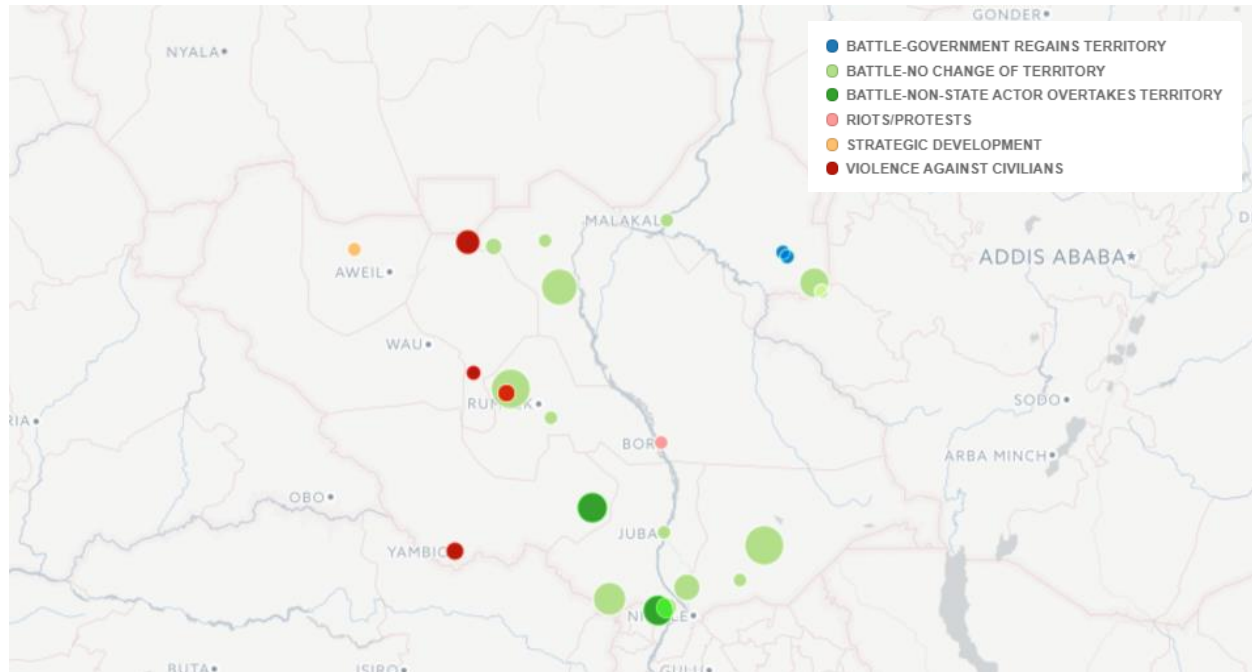 GONDER
NYALA
BATTLE-GOVERNMENT REGAINS TERRITORY
BATTLE-NO CHANGE OF TERRITORY
BATTLE-NON-STATE ACTOR OVERTAKES TERRITORY
RIOTS/PROTESTS
STRATEGIC DEVELOPMENT
VIOLENCE AGAINST CIVILIANS
MALAKAL
ADDIS ABABA
AWEIL
WAU
SODO
RIA
BOR
ARBA MINCH
OBO
JUBA
BUTA
ISIRO
GULU